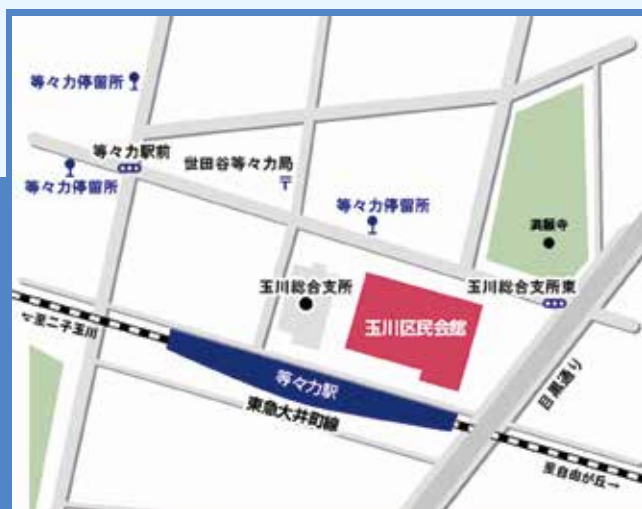 等々力停留所
等々力駅前
世田谷等々力局
〒
等々力停留所
等々力停留所
満願寺
玉川総合支所
玉川総合支所東
玉川区民会館
至二子玉川
等々力駅
東急大井町線
目黒通り
至自由が丘→